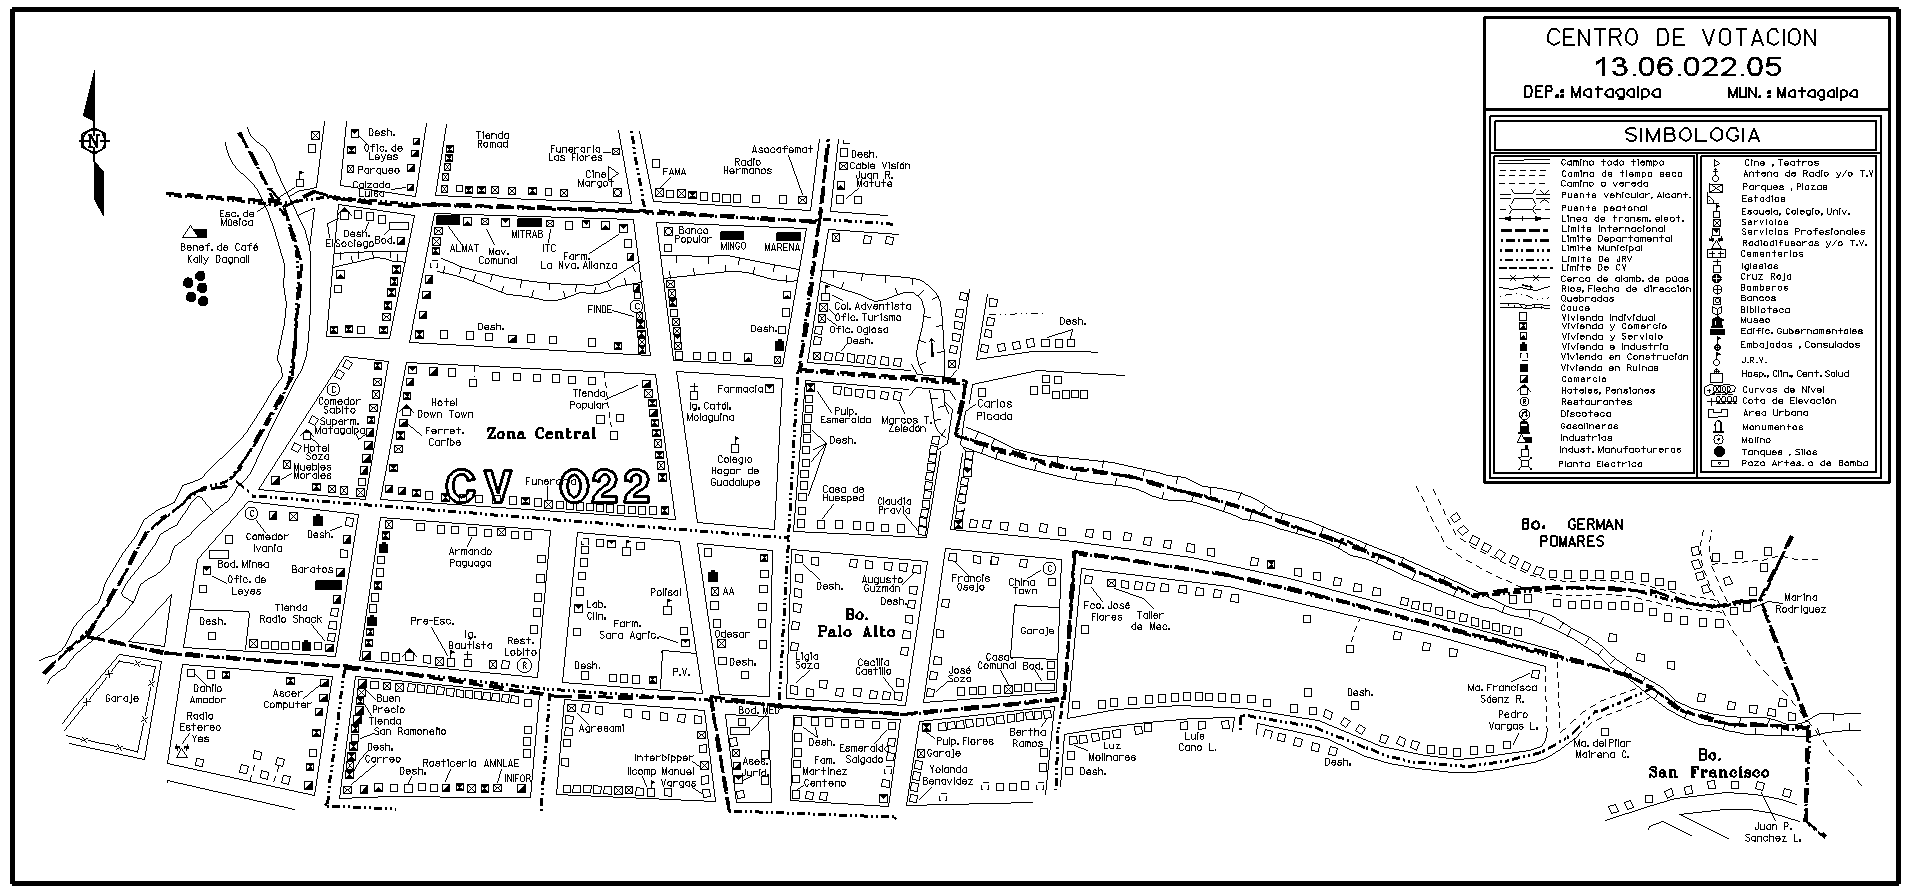 CENTRO DE VOTACION
13.06.022.05
DEP.: Matagalpa MUN.: Matagalpa
SIMBOLOGIA
Camino todo tiempo
Camino de tiempo seco
Camino o vereda
Puente vehicular, Alcant.
Puente peatonal
Linea de transm. elect.
Limite Internacional
Limite Departamental
Limite Municipal
Limite De JRV
Limite De CV
Cerca de alamb. de púas
Rios, Flecha de dirección
Quebradas
Cauce
Vivienda Individual
Vivienda y Comercio
Vivienda y Servicio
Vivienda e Industria
Vivienda en Construción
Vivienda en Ruinas
Comercio
Hoteles, Pensiones
Restaurantes
Discoteca
Gasolineras
Industrias
Indust. Manufactureras
Planta Electrica
Cine , Teatros
Antena de Radio y/o T.V
Parques , Plazas
Estadios
Escuela, Colegio, Univ.
Servicios
Servicios Profesionales
Radiodifusoras y/o T.V.
Cementerios
Iglesias
Cruz Roja
Bomberos
Bancos
Biblioteca
Museo
Edific. Gubernamentales
Embajadas , Consulados
J.R.V.
Hosp., Clin., Cent. Salud
Curvas de Nivel
Cota de Elevación
Area Urbana
Monumentos
Molino
Tanques , Silos
Pozo Artes. o de Bomba
N
Desh.
Ofic. de
Leyes
Parqueo
Calzado
Luisa
Tienda
Romad
Funeraria
Las Flores
Cine
Margot
FAMA
Radio
Hermanos
Asocafemat
Desh.
Cable Visión
Juan R.
Matute
Esc. de
Música
Benef. de Café
Kally Bagnall
Desh.
El Sociego
Bod.
ALMAT
Mov.
Comunal
MITRAB
ITC
Farm.
La Nva. Alianza
Banco
Popular
MINGO
MARENA
FINDE
Desh.
Desh.
Col. Adventista
Ofic. Turismo
Ofic. Oglasa
Desh.
Desh.
Comedor
Sabito
Superm.
Matagalpa
Hotel
Soza
Muebles
Morales
Hotel
Down Town
Ferret.
Caribe
Tienda
Popular
Zona Central
CV 022
Funeraria
Farmacia
Ig. Catól.
Molaguina
Colegio
Hogar de
Guadalupe
Pulp.
Esmeralda
Marcos T.
Zeledón
Desh.
Casa de
Huesped
Claudia
Pravia
Carlos
Picado
Comedor
Ivania
Desh.
Bod. Minea
Baratos
Ofic. de
Leyes
Tienda
Radio Shack
Desh.
Armando
Paguaga
Pre-Esc.
Ig.
Bautista
Rest.
Lobito
Lab.
Clin.
Polisal
Farm.
Sara Agric.
Desh.
P.V.
AA
Odesar
Desh.
Desh.
Augusto
Guzmán
Desh.
Bo.
Palo Alto
Ligia
Soza
Cecilia
Castillo
Francis
Osejo
China
Town
Garaje
Casa
Comunal
Bod.
José
Soza
Fco. José
Flores
Taller
de Mec.
Bo. GERMAN
POMARES
Marina
Rodriguez
Ma. Francisca
Sáenz R.
Pedro
Vargas L.
Desh.
Ma. del Pilar
Mairena C.
Bo.
San Francisco
Juan P.
Sanchez L.
Garaje
Danilo
Amador
Radio
Estereo
Yes
Ascer
Computer
Buen
Precio
Tienda
San Ramoneño
Desh.
Correo
Desh.
Rosticeria AMNLAE
INIFOR
Agresami
Interbipper
Ilcomp Manuel
Vargas
Bod. MED
Ases.
Jurid.
Desh.
Esmeralda
Salgado
Fam.
Martinez
Centeno
Pulp. Flores
Garaje
Bertha
Ramos
Yolanda
Benavidez
Luz
Molinares
Desh.
Luis
Cano L.
Desh.